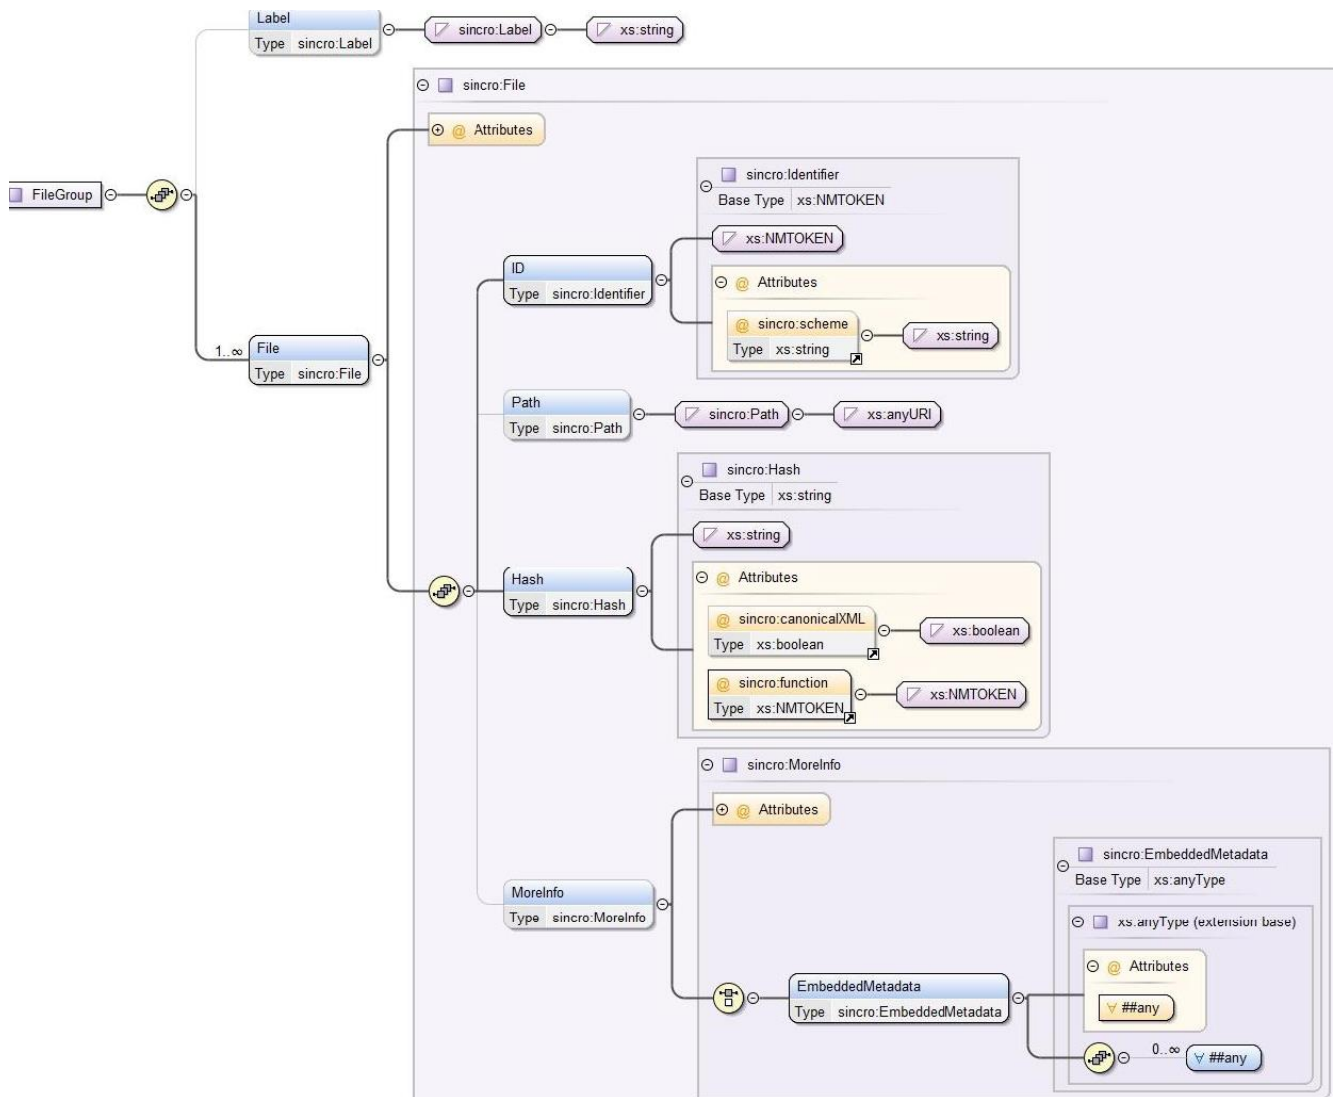 Label
Type sincro:Label
sincro:Label
xs:string
sincro:File
@ Attributes
FileGroup
sincro:Identifier
Base Type xs:NMTOKEN
xs:NMTOKEN
ID
Type sincro:Identifier
@ Attributes
@ sincro:scheme
Type xs:string
xs:string
1..∞
File
Type sincro:File
Path
Type sincro:Path
sincro:Path
xs:anyURI
sincro:Hash
Base Type xs:string
xs:string
Hash
Type sincro:Hash
@ Attributes
@ sincro:canonicalXML
Type xs:boolean
xs:boolean
@ sincro:function
Type xs:NMTOKEN
xs:NMTOKEN
sincro:MoreInfo
@ Attributes
MoreInfo
Type sincro:MoreInfo
sincro:EmbeddedMetadata
Base Type xs:anyType
xs:anyType (extension base)
@ Attributes
∀ ##any
EmbeddedMetadata
Type sincro:EmbeddedMetadata
0..∞
∀ ##any